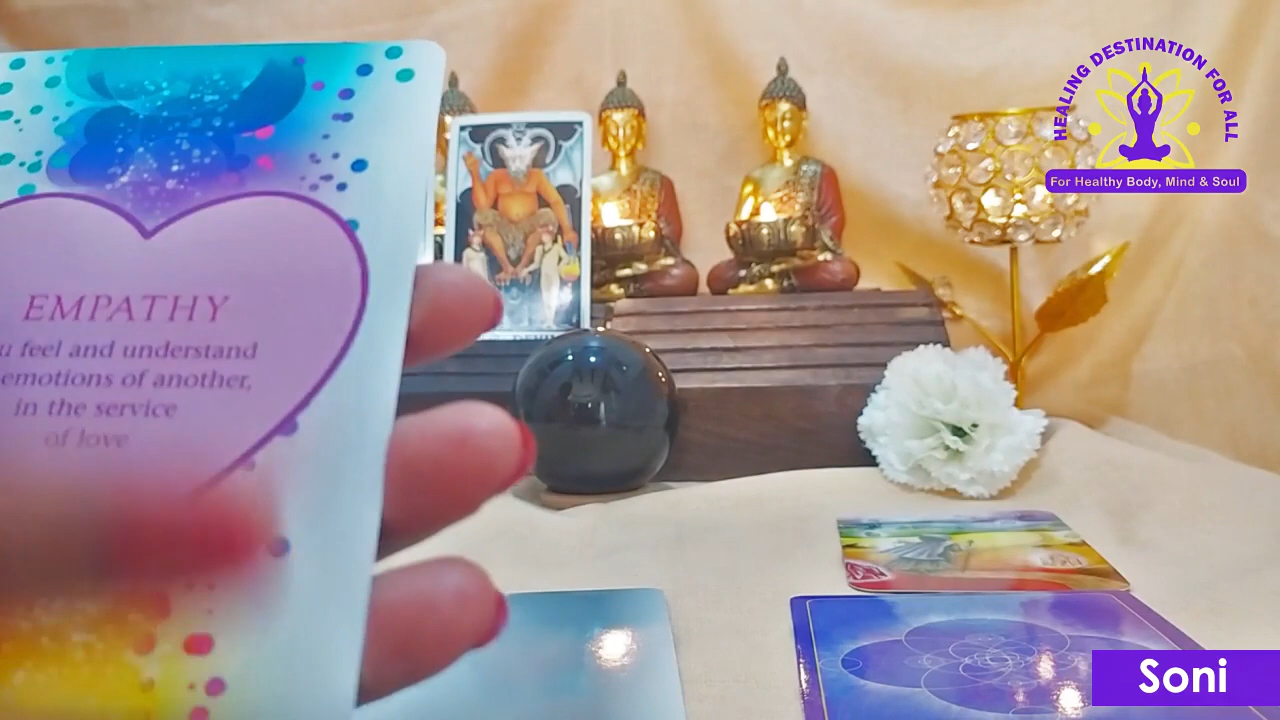 EMPATHY
u feel and understand
emotions of another,
in the service
of love
HEALING DESTINATION FOR ALL
For Healthy Body, Mind & Soul
Soni